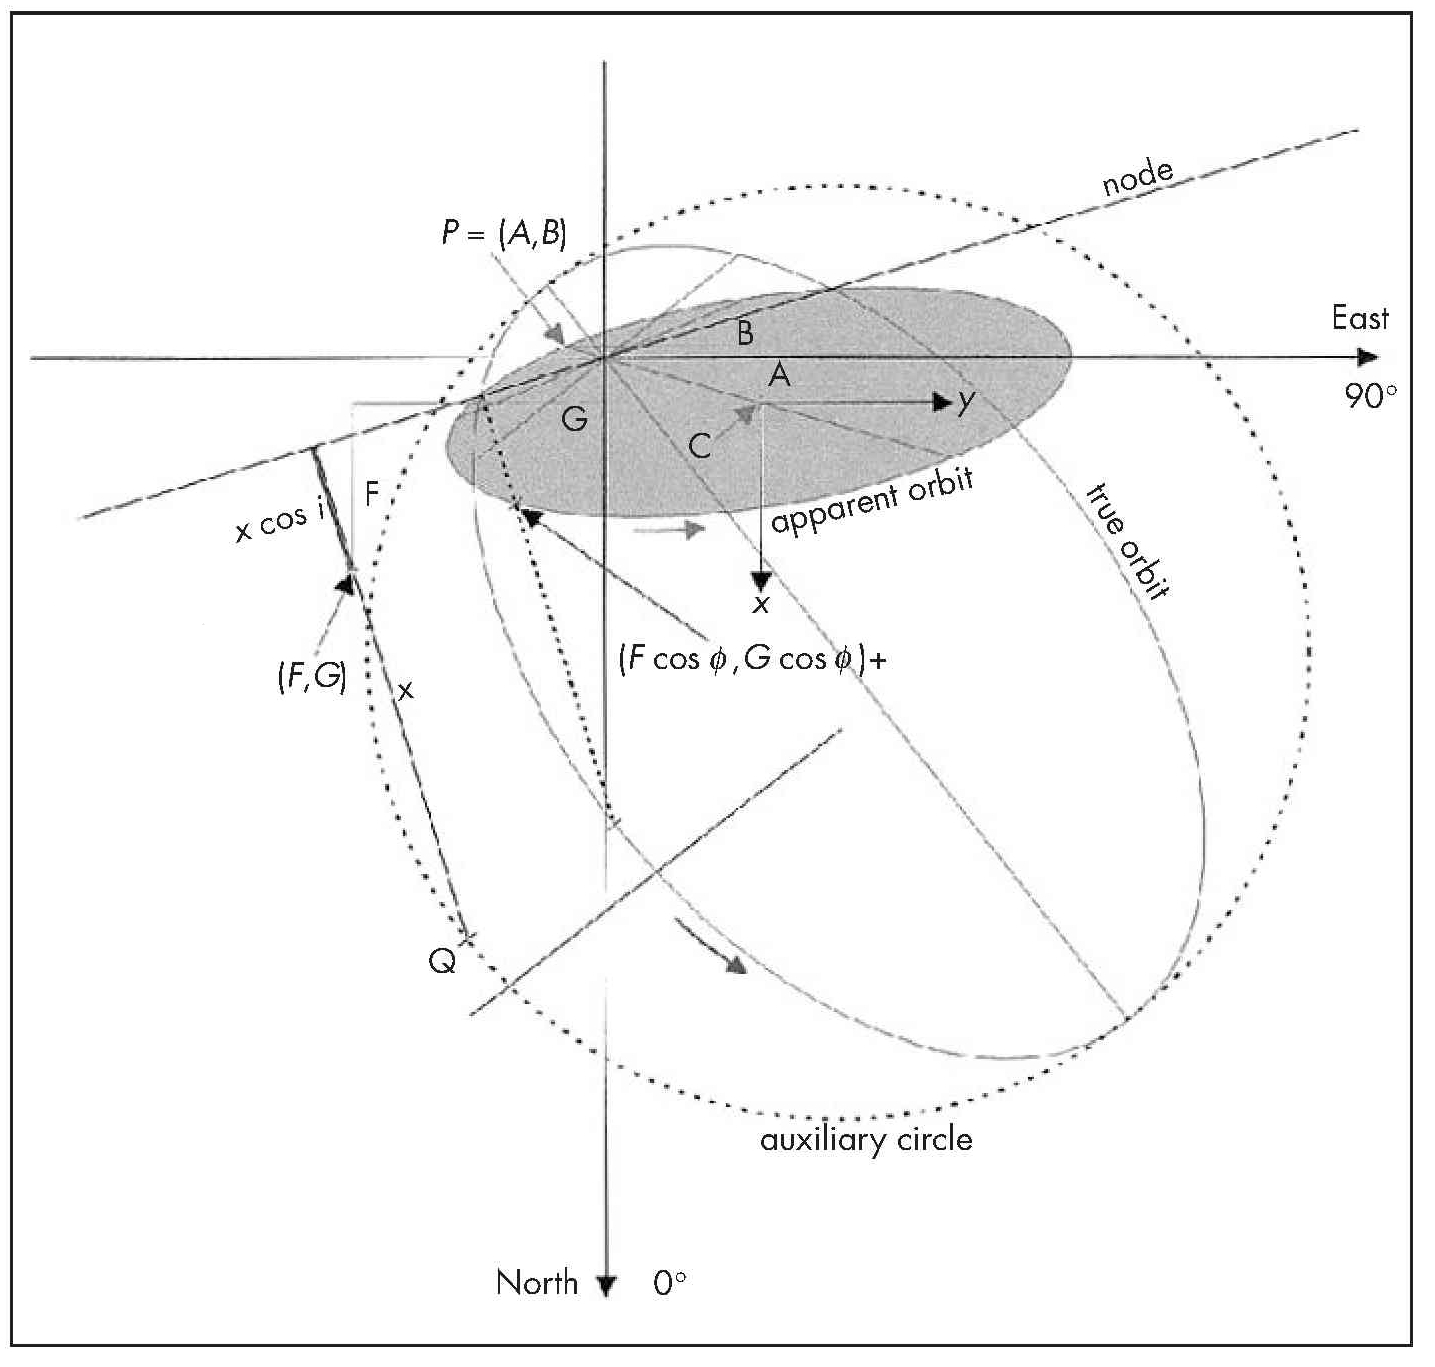 node
P = (A,B)
East
B
A
90°
y
G
C
F
apparent orbit
x cos i
true orbit
x
(F cos ϕ, G cos ϕ)+
(F,G)
x
Q
auxiliary circle
North 0°